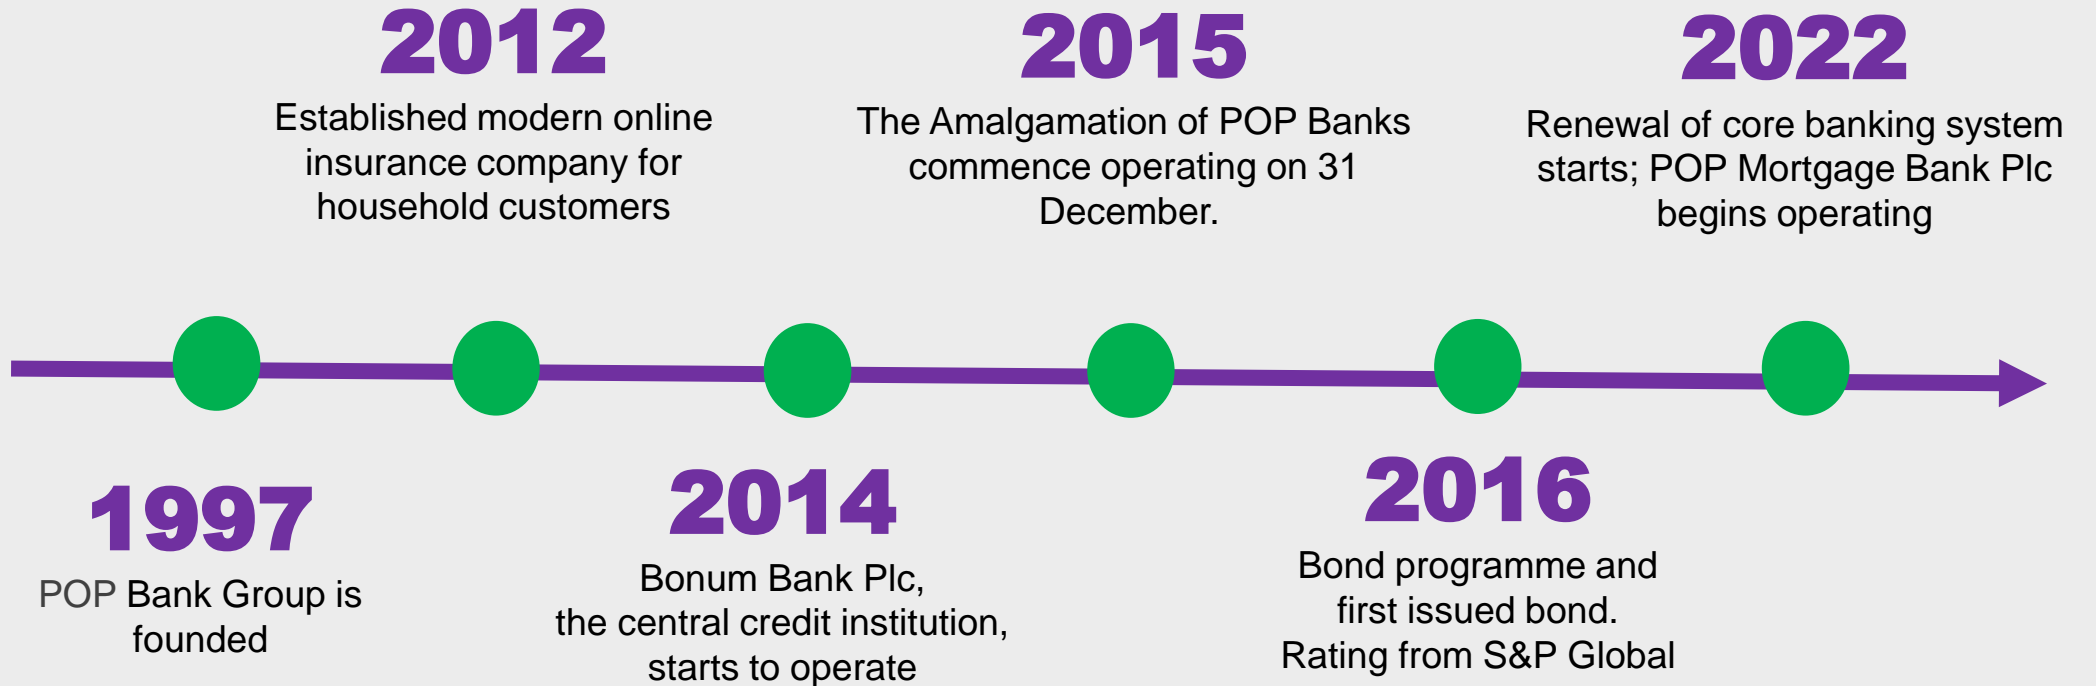 2012
Established modern online
insurance company for
household customers
2015
The Amalgamation of POP Banks
commence operating on 31
December.
2022
Renewal of core banking system
starts; POP Mortgage Bank Plc
begins operating
1997
POP Bank Group is
founded
2014
Bonum Bank Plc,
the central credit institution,
starts to operate
2016
Bond programme and
first issued bond.
Rating from S&P Global